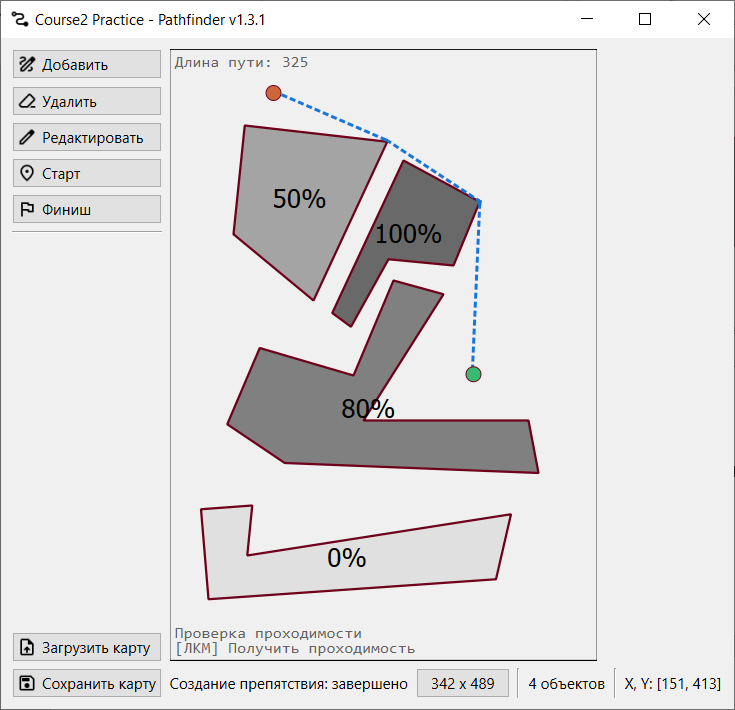 Course2 Practice - Pathfinder v1.3.1
Добавить
Удалить
Редактировать
Старт
Финиш
Длина пути: 325
50%
100%
80%
0%
Проверка проходимости
[ЛКМ] Получить проходимость
Загрузить карту
Сохранить карту
Создание препятствия: завершено
342 x 489
4 объектов
X, Y: [151, 413]